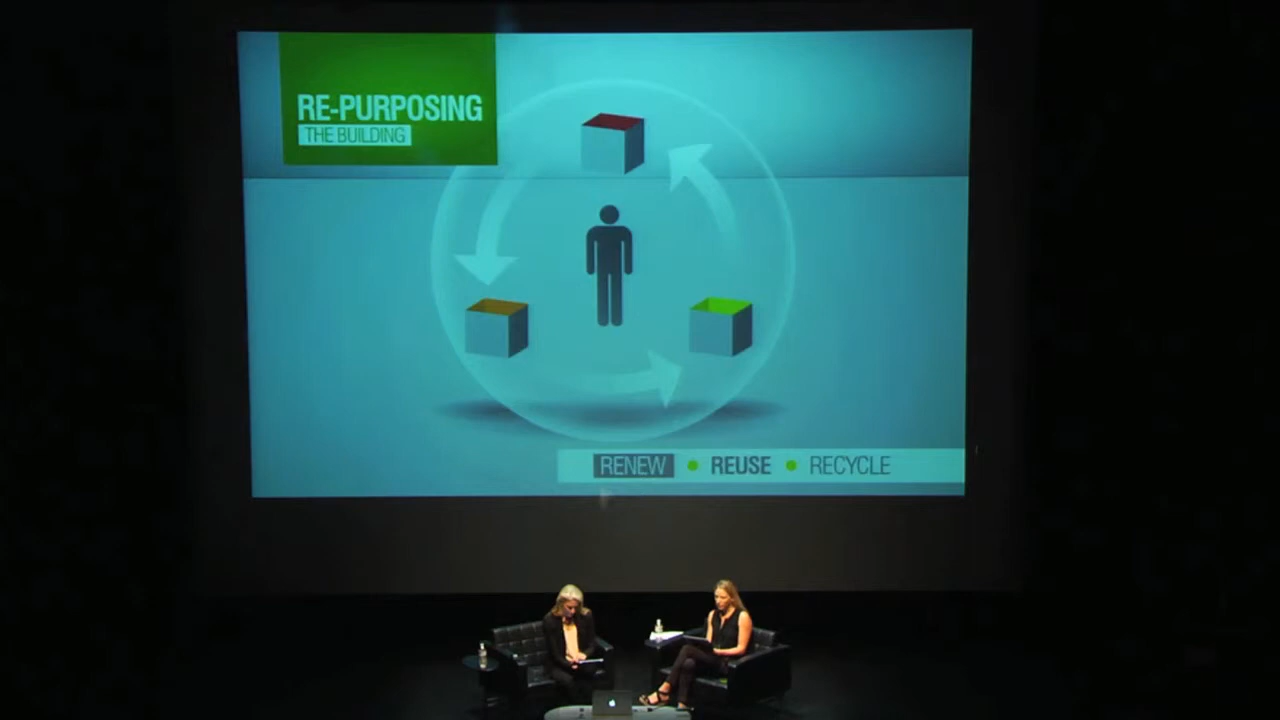 RE-PURPOSING
THE BUILDING
RENEW • REUSE • RECYCLE